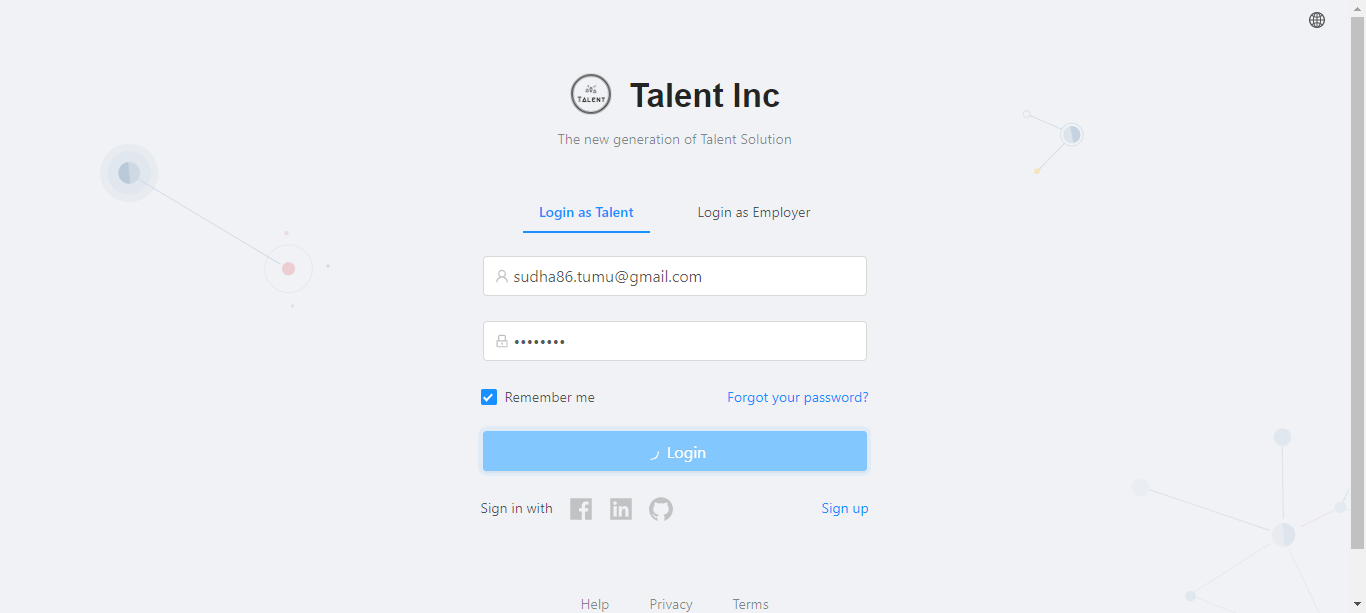 TALENT
Talent Inc
The new generation of Talent Solution
Login as Talent Login as Employer
sudha86.tumu@gmail.com
••••••••
Remember me Forgot your password?
Login
Sign in with Sign up
Help Privacy Terms